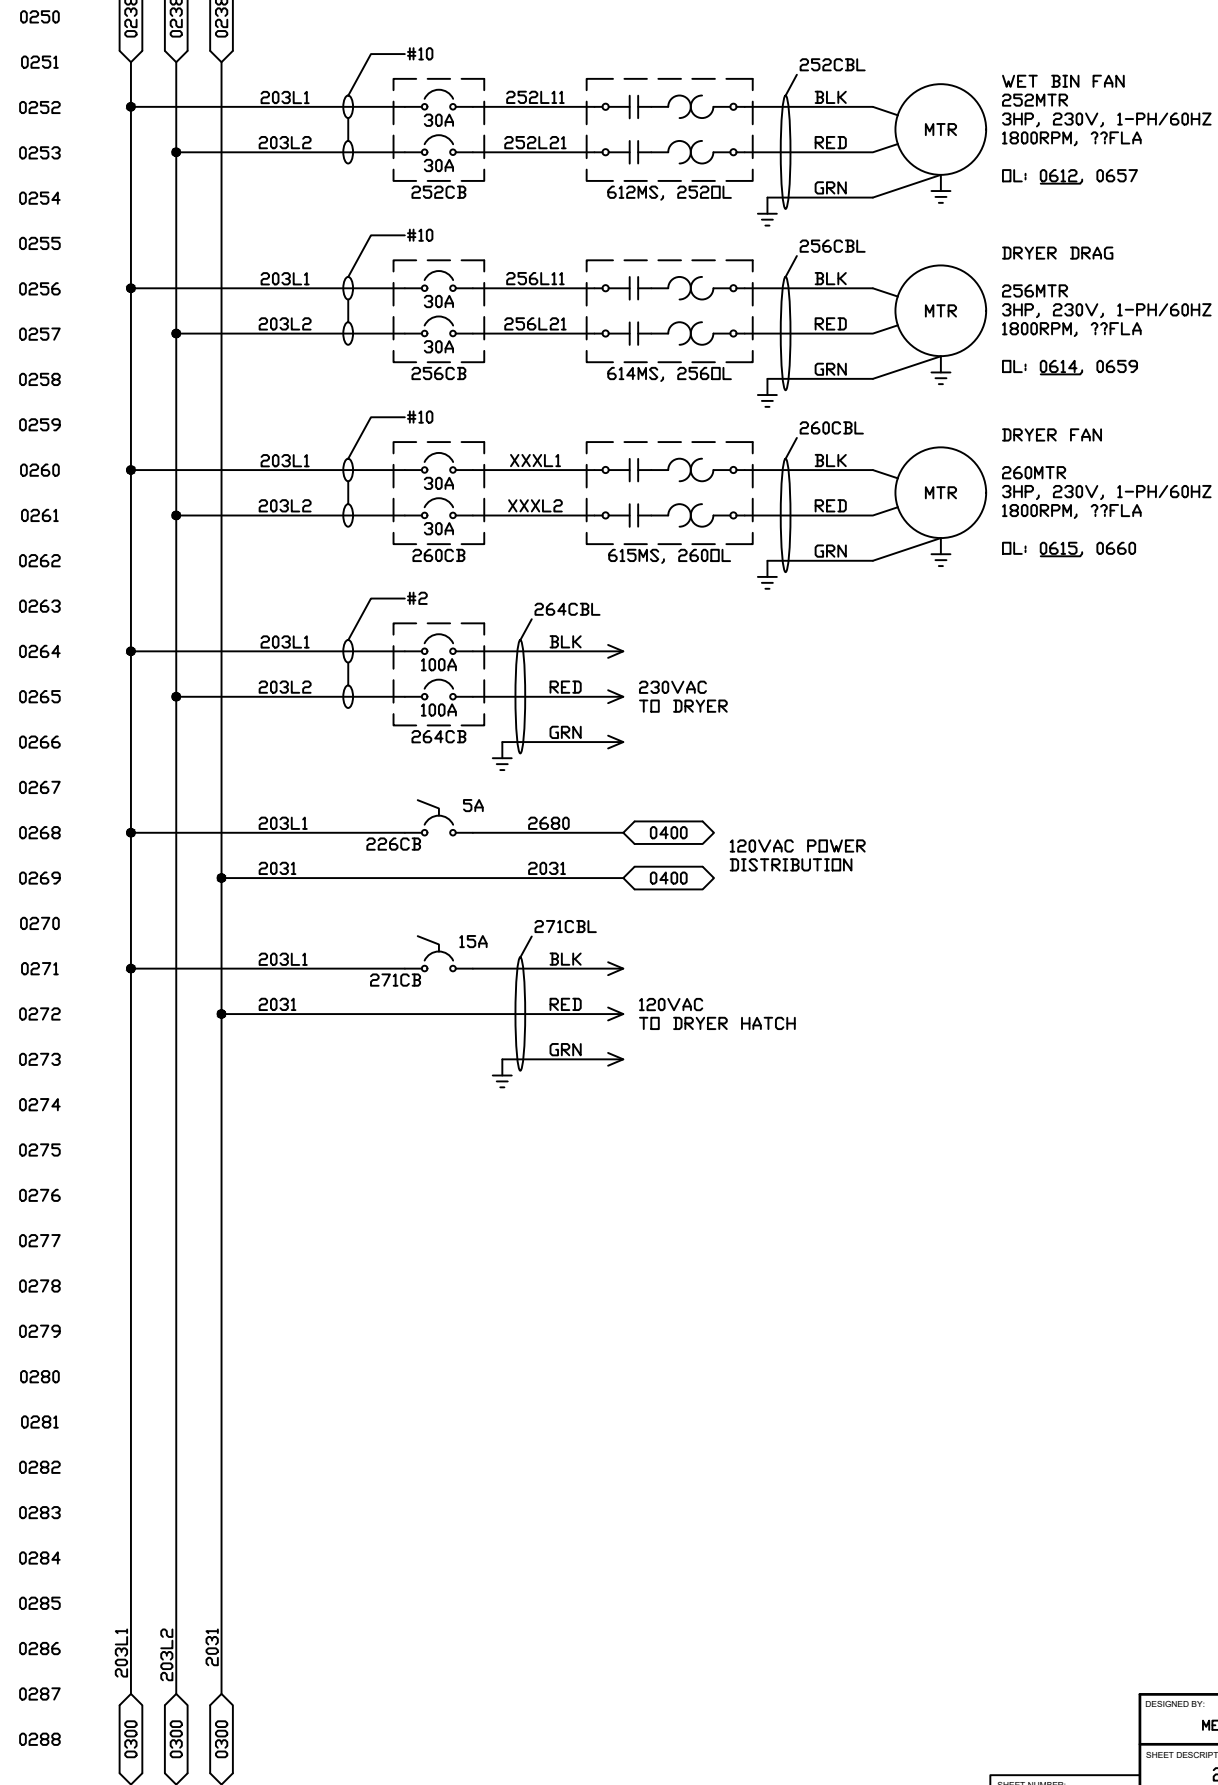 0250
0238 0238 0238
0251
#10
252CBL
WET BIN FAN
252MTR
3HP, 230V, 1-PH/60HZ
1800RPM, ??FLA
OL: 0612, 0657
0252
203L1
30A
252L11
BLK
MTR
0253
203L2
30A
252L21
RED
0254
252CB
612MS, 252OL
GRN
0255
#10
256CBL
DRYER DRAG
256MTR
3HP, 230V, 1-PH/60HZ
1800RPM, ??FLA
OL: 0614, 0659
0256
203L1
30A
256L11
BLK
MTR
0257
203L2
30A
256L21
RED
0258
256CB
614MS, 256OL
GRN
0259
#10
260CBL
DRYER FAN
260MTR
3HP, 230V, 1-PH/60HZ
1800RPM, ??FLA
OL: 0615, 0660
0260
203L1
30A
XXXL1
BLK
MTR
0261
203L2
30A
XXXL2
RED
0262
260CB
615MS, 260OL
GRN
0263
#2
264CBL
0264
203L1
100A
BLK
0265
203L2
100A
RED
230VAC
TO DRYER
0266
264CB
GRN
0267
5A
0268
203L1
226CB
2680
0400
120VAC POWER
DISTRIBUTION
0269
2031
2031
0400
0270
15A
271CBL
0271
203L1
271CB
BLK
0272
2031
RED
120VAC
TO DRYER HATCH
0273
GRN
0274
0275
0276
0277
0278
0279
0280
0281
0282
0283
0284
0285
0286
203L1 203L2 2031
0287
0288
0300 0300 0300
DESIGNED BY:
SHEET NUMBER: